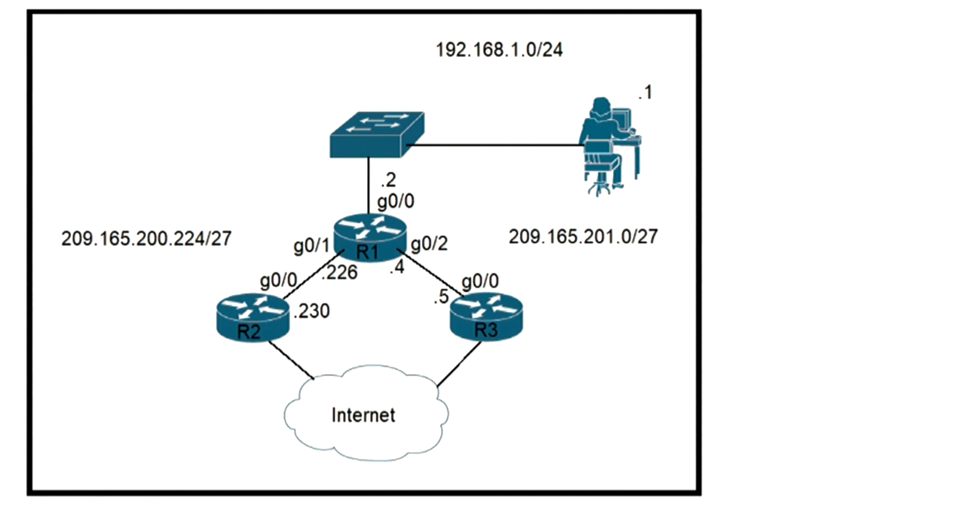 192.168.1.0/24
.1
.2
g0/0
209.165.200.224/27
209.165.201.0/27
g0/1
R1
g0/2
.226
.4
g0/0
g0/0
.230
.5
R2
R3
Internet